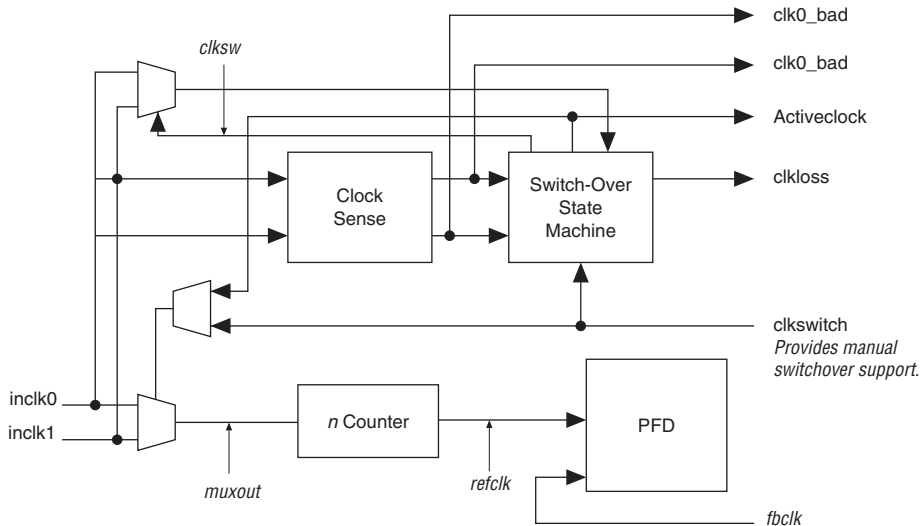 clk0_bad
clksw
clk0_bad
Activeclock
Clock
Sense
Switch-Over
State
Machine
clkloss
clkswitch
Provides manual
switchover support.
inclk0
inclk1
n Counter
PFD
muxout
refclk
fbclk